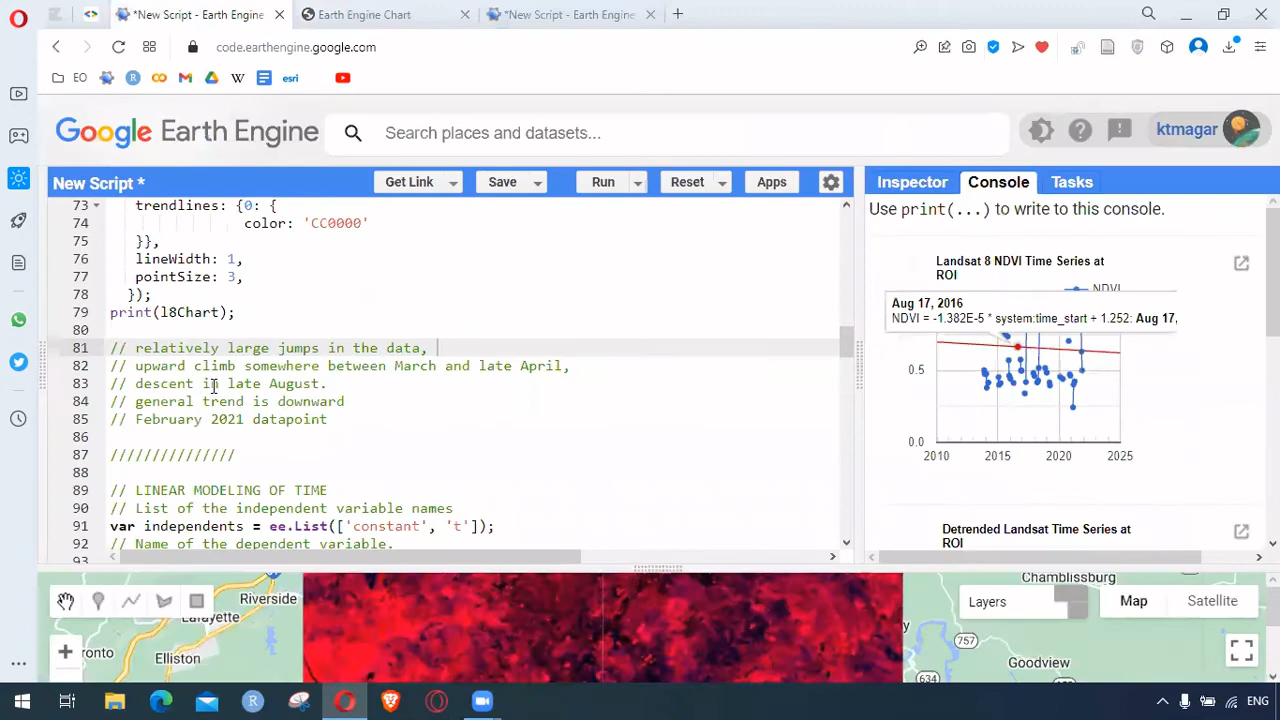 *New Script - Earth Engine
Earth Engine Chart
*New Script - Earth Engine
code.earthengine.google.com
EO
esri
Google Earth Engine
Search places and datasets...
ktmagar
New Script *
Get Link
Save
Run
Reset
Apps
Inspector
Console
Tasks
Use print(...) to write to this console.
73 trendlines: {0: {
74 color: 'CC0000'
75 }},
76 lineWidth: 1,
77 pointSize: 3,
78 });
79 print(l8Chart);
80
81 // relatively large jumps in the data,
82 // upward climb somewhere between March and late April,
83 // descent in late August.
84 // general trend is downward
85 // February 2021 datapoint
86
87 ///////////////
88
89 // LINEAR MODELING OF TIME
90 // List of the independent variable names
91 var independents = ee.List(['constant', 't']);
92 // Name of the dependent variable.
93
Landsat 8 NDVI Time Series at
ROI
NDVI
Aug 17, 2016
NDVI = -1.382E-5 * system:time_start + 1.252: Aug 17,
0.5
0.0
2010
2015
2020
2025
Detrended Landsat Time Series at
ROI
Riverside
Lafayette
Elliston
Chamblissburg
Layers
Map
Satellite
757
Goodview
634
ENG